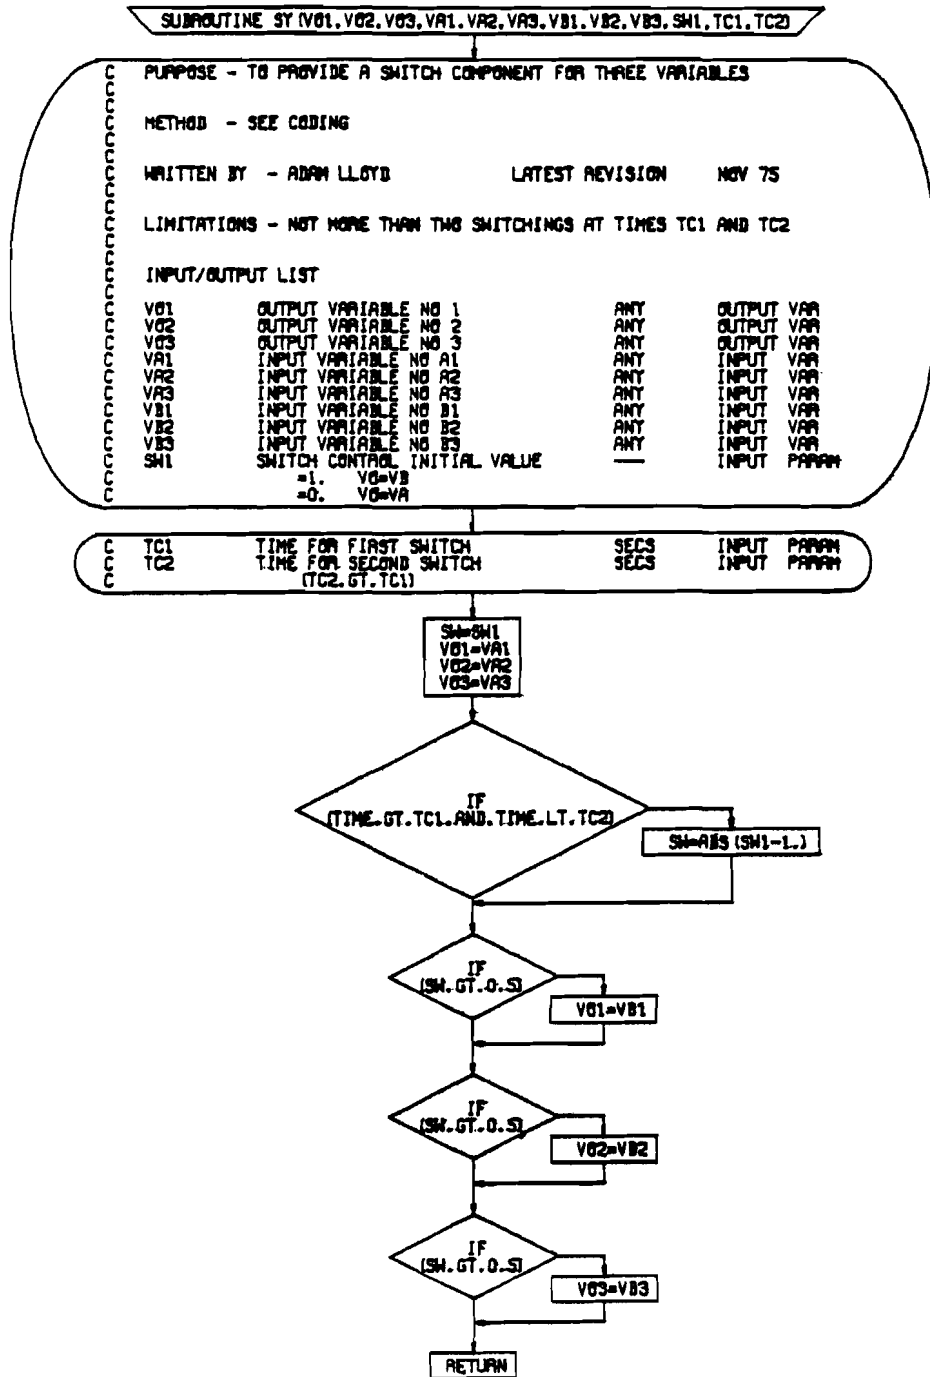 SUBROUTINE SY(VO1,VO2,VO3,VA1,VA2,VA3,VB1,VB2,VB3,SW1,TC1,TC2)
C PURPOSE - TO PROVIDE A SWITCH COMPONENT FOR THREE VARIABLES
C
C
C METHOD - SEE CODING
C
C
C WRITTEN BY - ADAM LLOYD LATEST REVISION NOV 75
C
C
C LIMITATIONS - NOT MORE THAN TWO SWITCHINGS AT TIMES TC1 AND TC2
C
C
C INPUT/OUTPUT LIST
C
C VO1 OUTPUT VARIABLE NO 1 ANY OUTPUT VAR
C VO2 OUTPUT VARIABLE NO 2 ANY OUTPUT VAR
C VO3 OUTPUT VARIABLE NO 3 ANY OUTPUT VAR
C VA1 INPUT VARIABLE NO A1 ANY INPUT VAR
C VA2 INPUT VARIABLE NO A2 ANY INPUT VAR
C VA3 INPUT VARIABLE NO A3 ANY INPUT VAR
C VB1 INPUT VARIABLE NO B1 ANY INPUT VAR
C VB2 INPUT VARIABLE NO B2 ANY INPUT VAR
C VB3 INPUT VARIABLE NO B3 ANY INPUT VAR
C SW1 SWITCH CONTROL INITIAL VALUE --- INPUT PARAM
C =1. VO=VB
C =0. VO=VA
C TC1 TIME FOR FIRST SWITCH SECS INPUT PARAM
C TC2 TIME FOR SECOND SWITCH SECS INPUT PARAM
C (TC2.GT.TC1)
SW=SW1
VO1=VA1
VO2=VA2
VO3=VA3
IF
(TIME.GT.TC1.AND.TIME.LT.TC2)
SW=ABS(SW1-1.)
IF
(SW.GT.0.5)
VO1=VB1
IF
(SW.GT.0.5)
VO2=VB2
IF
(SW.GT.0.5)
VO3=VB3
RETURN